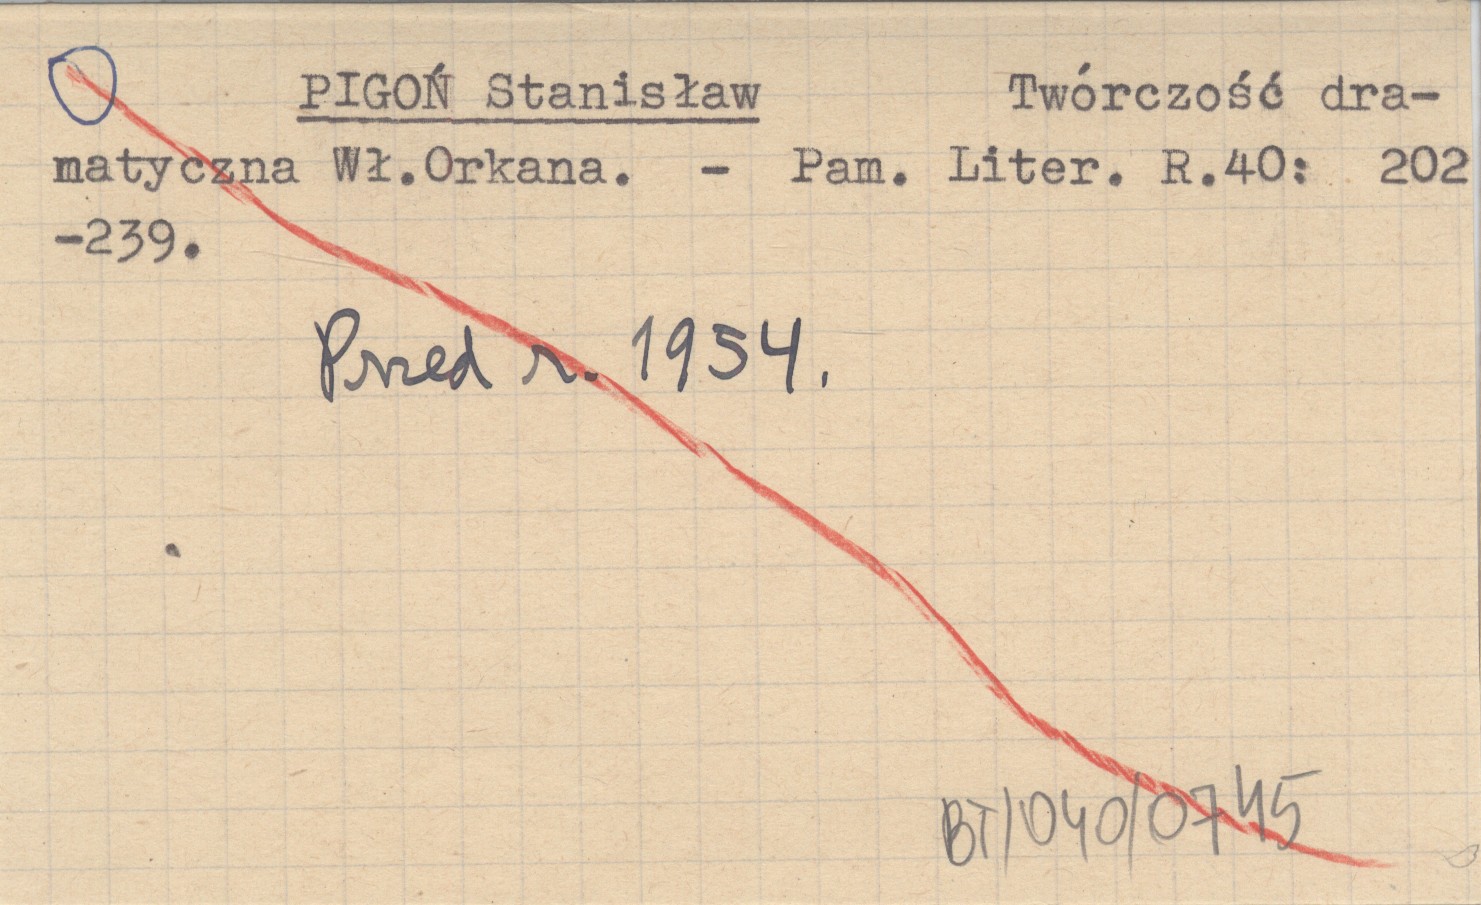 PIGOŃ Stanisław Twórczość dra-
matyczna Wł.Orkana. - Pam. Liter. R.40: 202
-239.
Przed r. 1954.
BT/040/0745